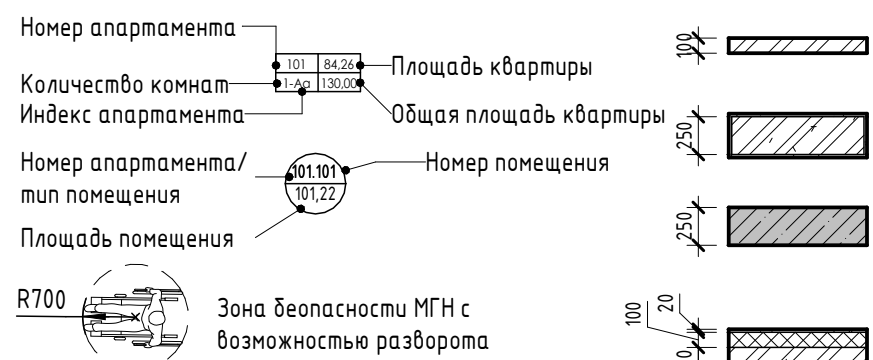 Номер апартамента
101 84,26
Площадь квартиры
Количество комнат
1-Аа 130,00
Индекс апартамента
Общая площадь квартиры
Номер апартамента/
тип помещения
101.101
101,22
Номер помещения
Площадь помещения
R700
Зона беопасности МГН с
возможностью разворота
100
250
250
100
20